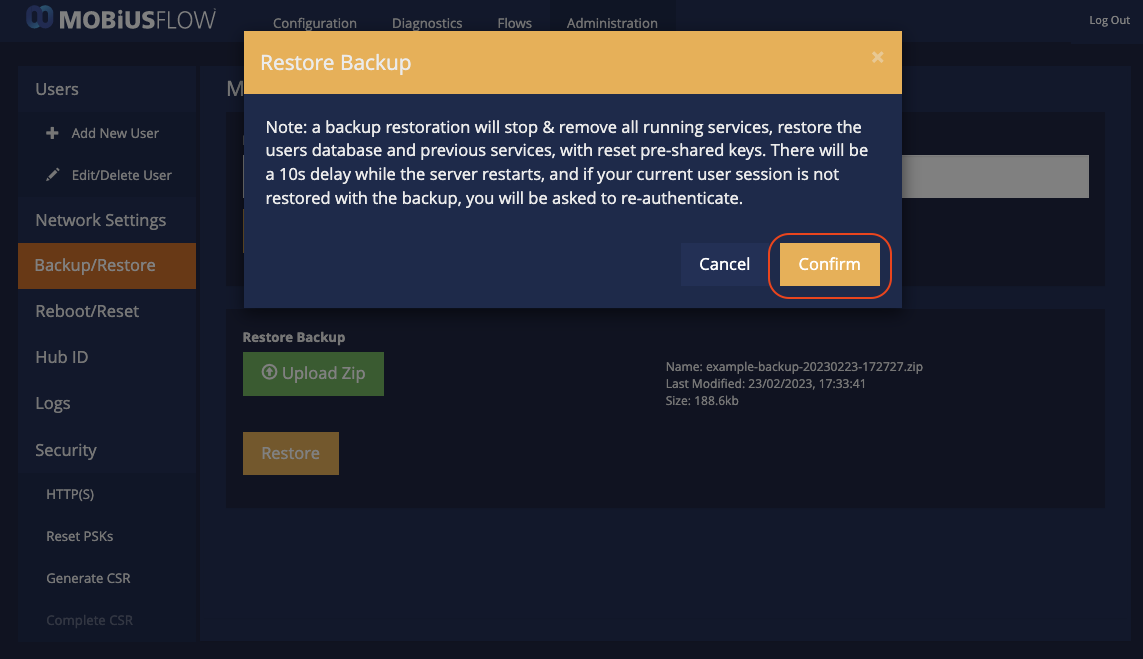 MOBiUSFLOW
Configuration
Diagnostics
Flows
Administration
Log Out
Restore Backup
×
Note: a backup restoration will stop & remove all running services, restore the
users database and previous services, with reset pre-shared keys. There will be
a 10s delay while the server restarts, and if your current user session is not
restored with the backup, you will be asked to re-authenticate.
Cancel
Confirm
Users
Add New User
Edit/Delete User
Network Settings
Backup/Restore
Reboot/Reset
Hub ID
Logs
Security
HTTP(S)
Reset PSKs
Generate CSR
Complete CSR
Restore Backup
Upload Zip
Name: example-backup-20230223-172727.zip
Last Modified: 23/02/2023, 17:33:41
Size: 188.6kb
Restore